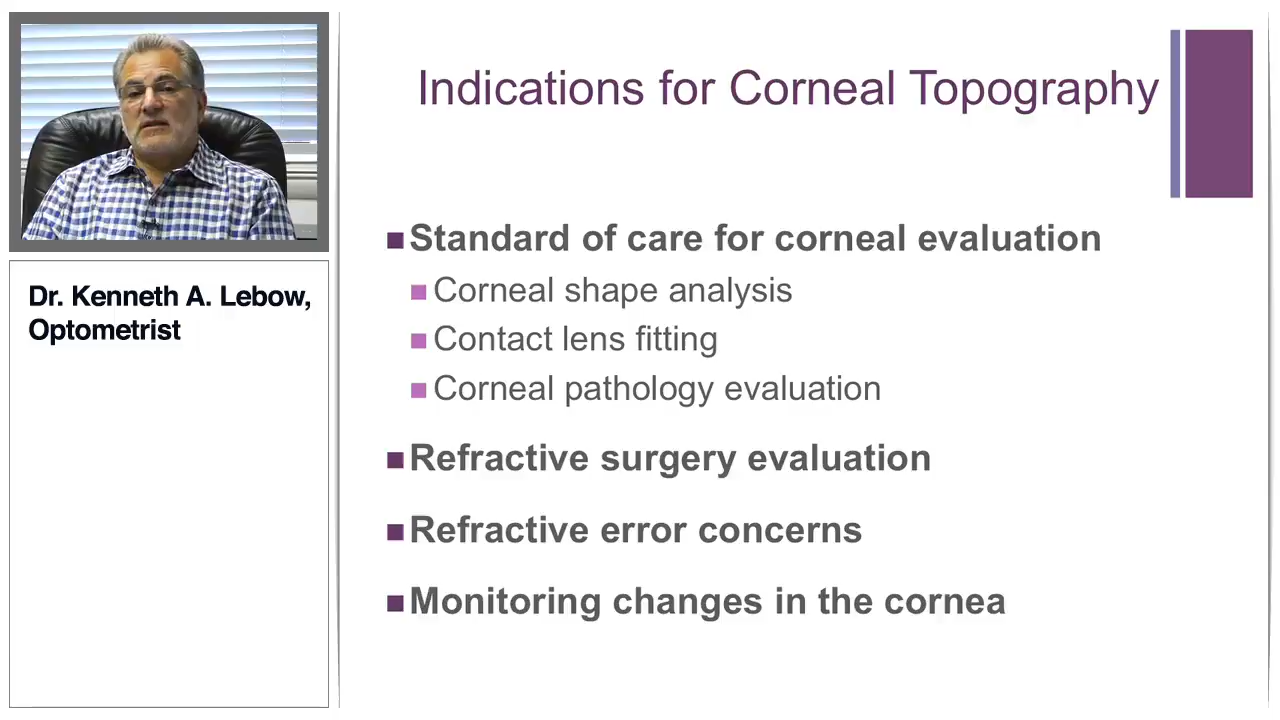 Indications for Corneal Topography
Dr. Kenneth A. Lebow,
Optometrist
Standard of care for corneal evaluation
Corneal shape analysis
Contact lens fitting
Corneal pathology evaluation
Refractive surgery evaluation
Refractive error concerns
Monitoring changes in the cornea